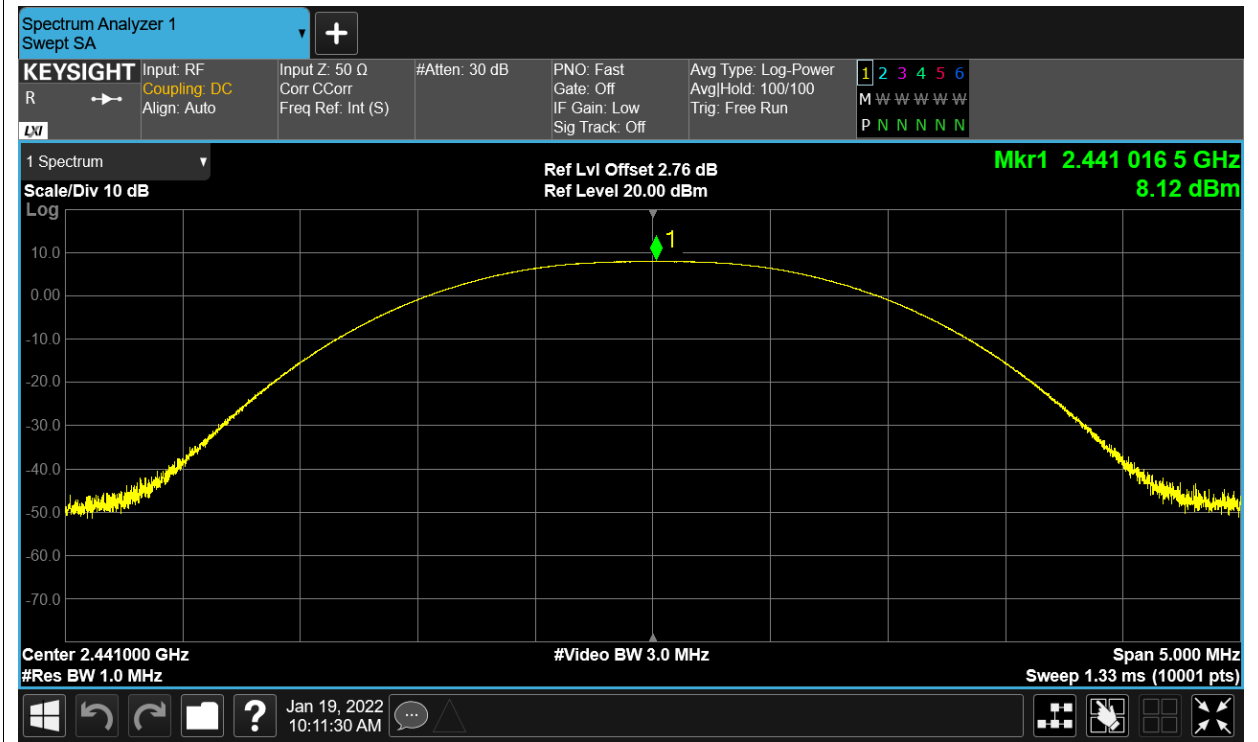 Spectrum Analyzer 1
Swept SA
+
KEYSIGHT
R
LXI
Input: RF
Coupling: DC
Align: Auto
Input Z: 50 Ω
Corr CCorr
Freq Ref: Int (S)
#Atten: 30 dB
PNO: Fast
Gate: Off
IF Gain: Low
Sig Track: Off
Avg Type: Log-Power
Avg|Hold: 100/100
Trig: Free Run
1 2 3 4 5 6
M W W W W W
P N N N N N
1 Spectrum
Scale/Div 10 dB
Log
Ref Lvl Offset 2.76 dB
Ref Level 20.00 dBm
Mkr1 2.441 016 5 GHz
8.12 dBm
1
10.0
0.00
-10.0
-20.0
-30.0
-40.0
-50.0
-60.0
-70.0
Center 2.441000 GHz
#Res BW 1.0 MHz
#Video BW 3.0 MHz
Span 5.000 MHz
Sweep 1.33 ms (10001 pts)
?
Jan 19, 2022
10:11:30 AM